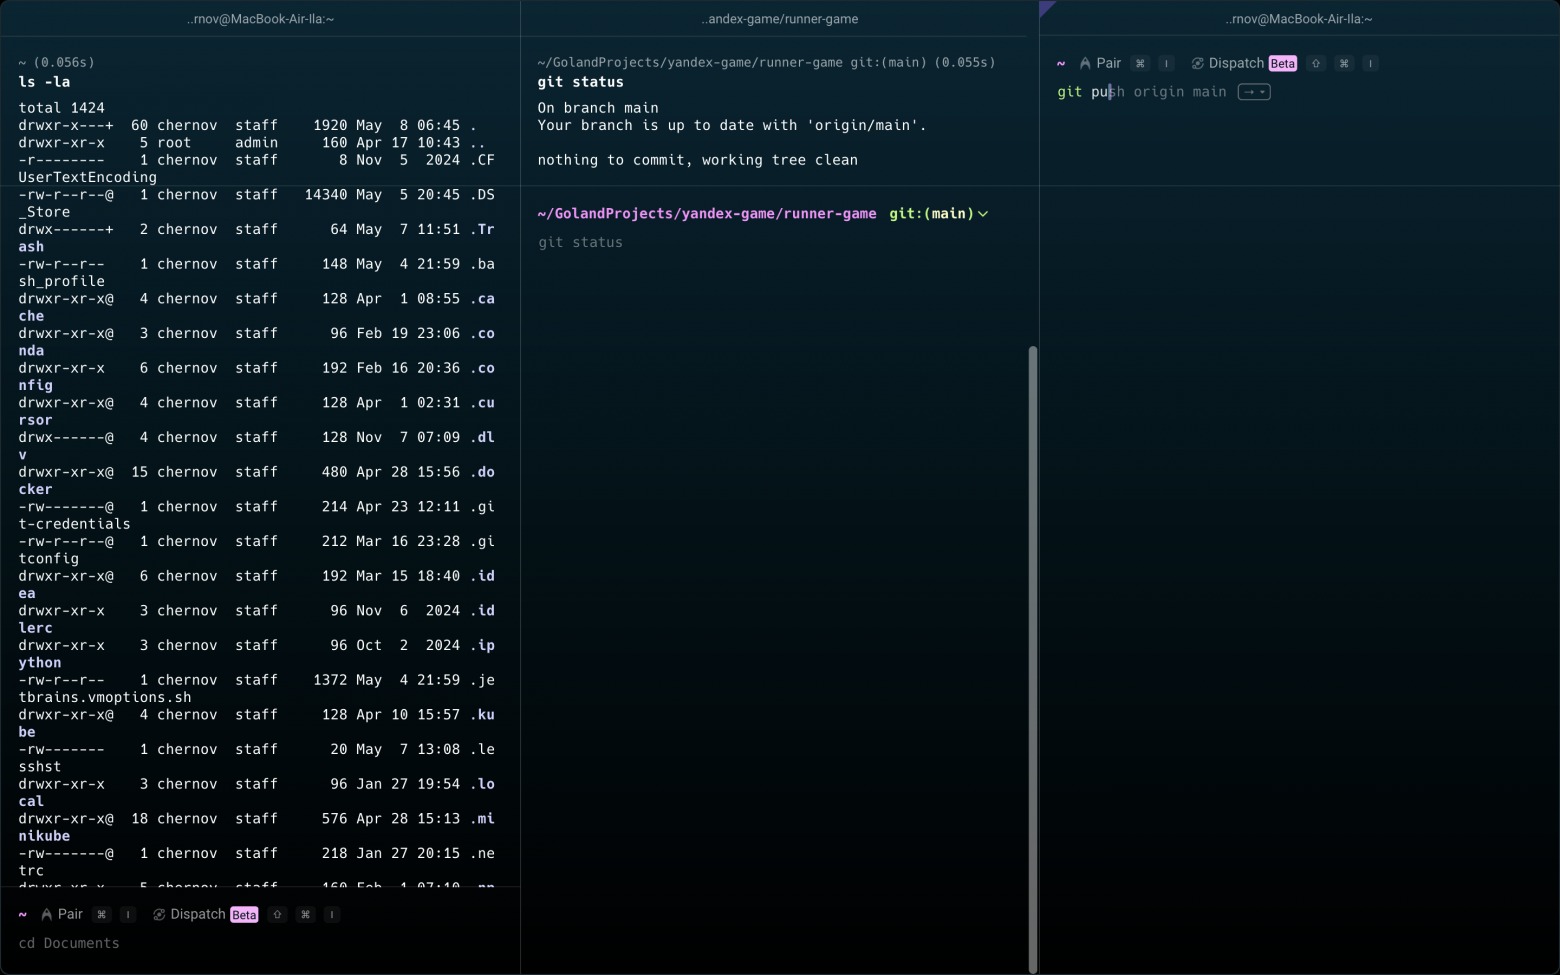 ..rnov@MacBook-Air-Ila:~
~ (0.056s)
ls -la
total 1424
drwxr-x---+  60 chernov  staff    1920 May  8 06:45 .
drwxr-xr-x    5 root     admin     160 Apr 17 10:43 ..
-r--------    1 chernov  staff       8 Nov  5  2024 .CF
UserTextEncoding
-rw-r--r--@   1 chernov  staff   14340 May  5 20:45 .DS
_Store
drwx------+   2 chernov  staff      64 May  7 11:51 .Tr
ash
-rw-r--r--    1 chernov  staff     148 May  4 21:59 .ba
sh_profile
drwxr-xr-x@   4 chernov  staff     128 Apr  1 08:55 .ca
che
drwxr-xr-x@   3 chernov  staff      96 Feb 19 23:06 .co
nda
drwxr-xr-x    6 chernov  staff     192 Feb 16 20:36 .co
nfig
drwxr-xr-x@   4 chernov  staff     128 Apr  1 02:31 .cu
rsor
drwx------@   4 chernov  staff     128 Nov  7 07:09 .dl
v
drwxr-xr-x@  15 chernov  staff     480 Apr 28 15:56 .do
cker
-rw-------@   1 chernov  staff     214 Apr 23 12:11 .gi
t-credentials
-rw-r--r--@   1 chernov  staff     212 Mar 16 23:28 .gi
tconfig
drwxr-xr-x@   6 chernov  staff     192 Mar 15 18:40 .id
ea
drwxr-xr-x    3 chernov  staff      96 Nov  6  2024 .id
lerc
drwxr-xr-x    3 chernov  staff      96 Oct  2  2024 .ip
ython
-rw-r--r--    1 chernov  staff    1372 May  4 21:59 .je
tbrains.vmoptions.sh
drwxr-xr-x@   4 chernov  staff     128 Apr 10 15:57 .ku
be
-rw-------    1 chernov  staff      20 May  7 13:08 .le
sshst
drwxr-xr-x    3 chernov  staff      96 Jan 27 19:54 .lo
cal
drwxr-xr-x@  18 chernov  staff     576 Apr 28 15:13 .mi
nikube
-rw-------@   1 chernov  staff     218 Jan 27 20:15 .ne
trc
drwxr-xr-x    5 chernov  staff     160 Feb  1 07:10
~ Pair ⌘ I Dispatch Beta ⇧ ⌘ I
cd Documents
..andex-game/runner-game
~/GolandProjects/yandex-game/runner-game git:(main) (0.055s)
git status
On branch main
Your branch is up to date with 'origin/main'.
nothing to commit, working tree clean
~/GolandProjects/yandex-game/runner-game git:(main)
git status
..rnov@MacBook-Air-Ila:~
~ Pair ⌘ I Dispatch Beta ⇧ ⌘ I
git push origin main →